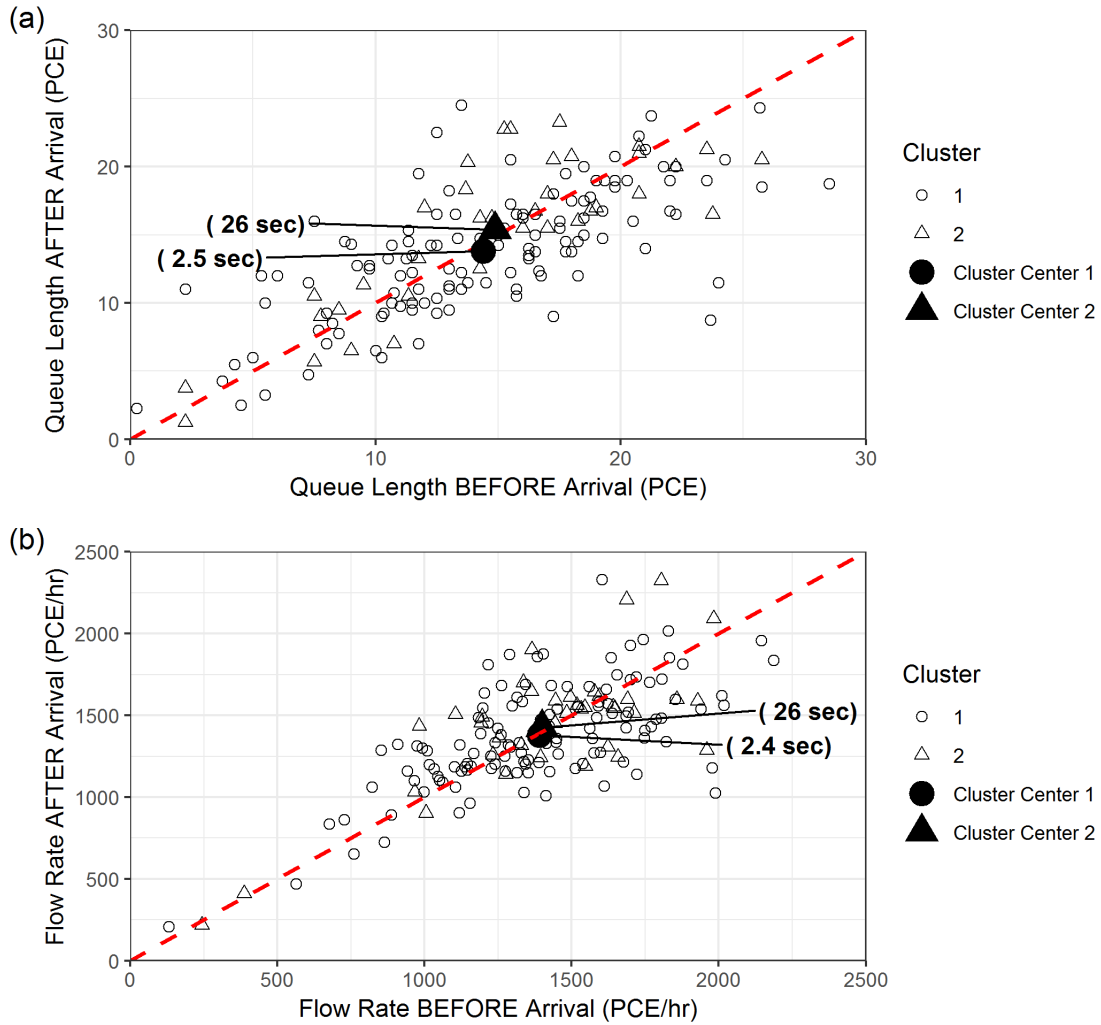 (a)
Queue Length AFTER Arrival (PCE)
30
20
10
0
( 26 sec)
( 2.5 sec)
0 10 20 30
Queue Length BEFORE Arrival (PCE)
Cluster
1
2
Cluster Center 1
Cluster Center 2
(b)
Flow Rate AFTER Arrival (PCE/hr)
2500
2000
1500
1000
500
0
( 26 sec)
( 2.4 sec)
0 500 1000 1500 2000 2500
Flow Rate BEFORE Arrival (PCE/hr)
Cluster
1
2
Cluster Center 1
Cluster Center 2